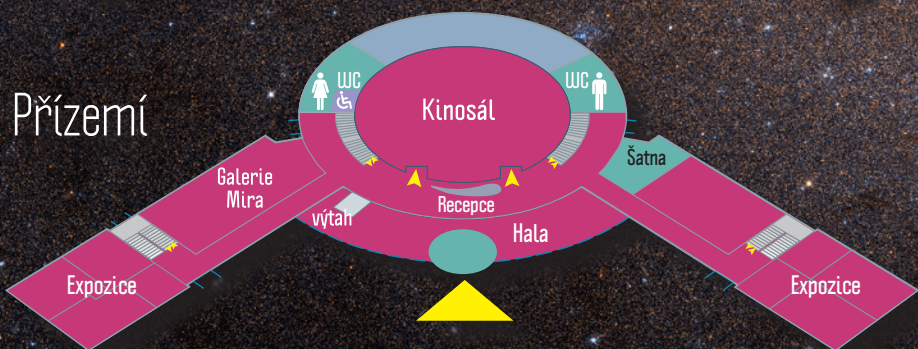 Přízemí
WC
WC
Kinosál
Galerie
Mira
Šatna
výtah
Recepce
Hala
Expozice
Expozice